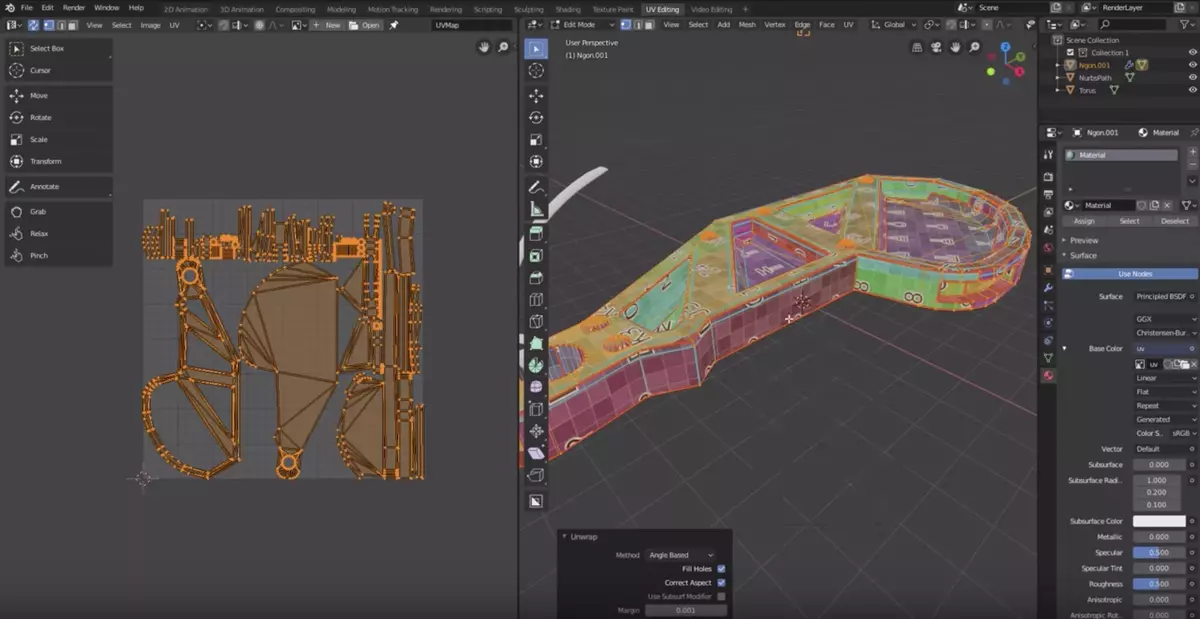 File Edit Render Window Help
2D Animation 3D Animation Compositing Modeling Motion Tracking Rendering Scripting Sculpting Shading Texture Paint UV Editing Video Editing +
Scene
RenderLayer
View Select Image UV
New
Open
UVMap
Edit Mode
View Select Add Mesh Vertex Edge Face UV
Global
Select Box
Cursor
Move
Rotate
Scale
Transform
Annotate
Grab
Relax
Pinch
User Perspective
(1) Ngon.001
Z
Y
X
Scene Collection
Collection 1
Ngon.001
NurbsPath
Torus
Ngon.001
Material
Material
Material
Assign Select Deselect
Preview
Surface
Use Nodes
Surface Principled BSDF
GGX
Christensen-Bur..
Base Color uv
uv
Linear
Flat
Repeat
Generated
Color S.. sRGB
Vector Default
Subsurface 0.000
Subsurface Radi.. 1.000
0.200
0.100
Subsurface Color
Metallic 0.000
Specular 0.500
Specular Tint 0.000
Roughness 0.500
Anisotropic 0.000
Anisotropic Rot.. 0.000
Unwrap
Method Angle Based
Fill Holes
Correct Aspect
Use Subsurf Modifier
Margin 0.001